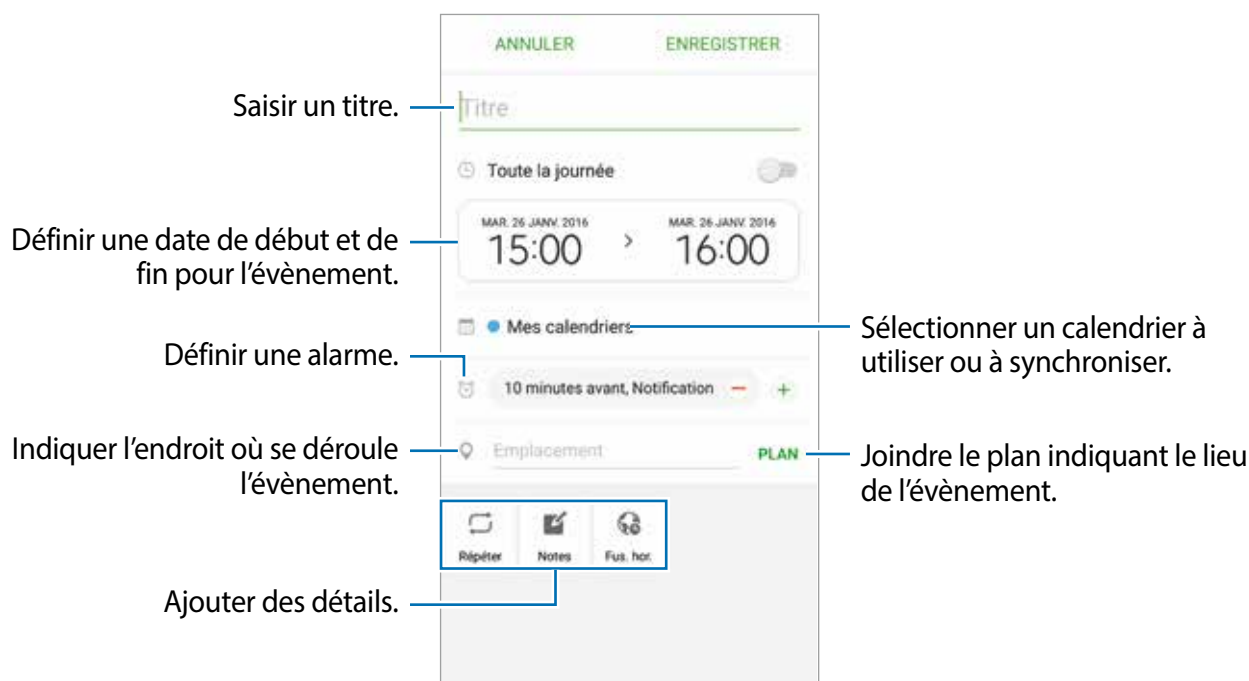 ANNULER ENREGISTRER
Saisir un titre.
Titre
Toute la journée
Définir une date de début et de
fin pour l’évènement.
MAR. 26 JANV. 2016 MAR. 26 JANV. 2016
15:00 > 16:00
Mes calendriers
Sélectionner un calendrier à
utiliser ou à synchroniser.
Définir une alarme.
10 minutes avant, Notification
Indiquer l’endroit où se déroule
l’évènement.
Emplacement PLAN
Joindre le plan indiquant le lieu
de l’évènement.
Répéter Notes Fus. hor.
Ajouter des détails.